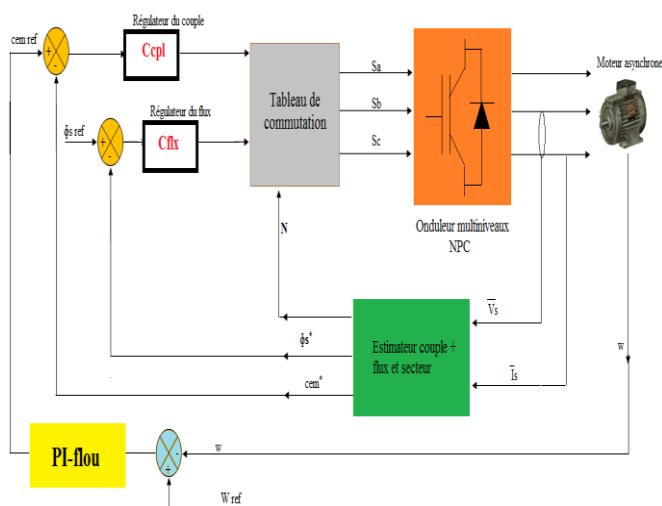 Régulateur du couple
cem ref
+
-
Ccpl
Régulateur du flux
ϕs ref
+
-
Cflx
Tableau de
commutation
Sa
Sb
Sc
Moteur asynchrone
Onduleur multiniveaux
NPC
N
Vs
ϕs*
Estimateur couple +
flux et secteur
Is
cem*
w
PI-flou
-
+
w
W ref